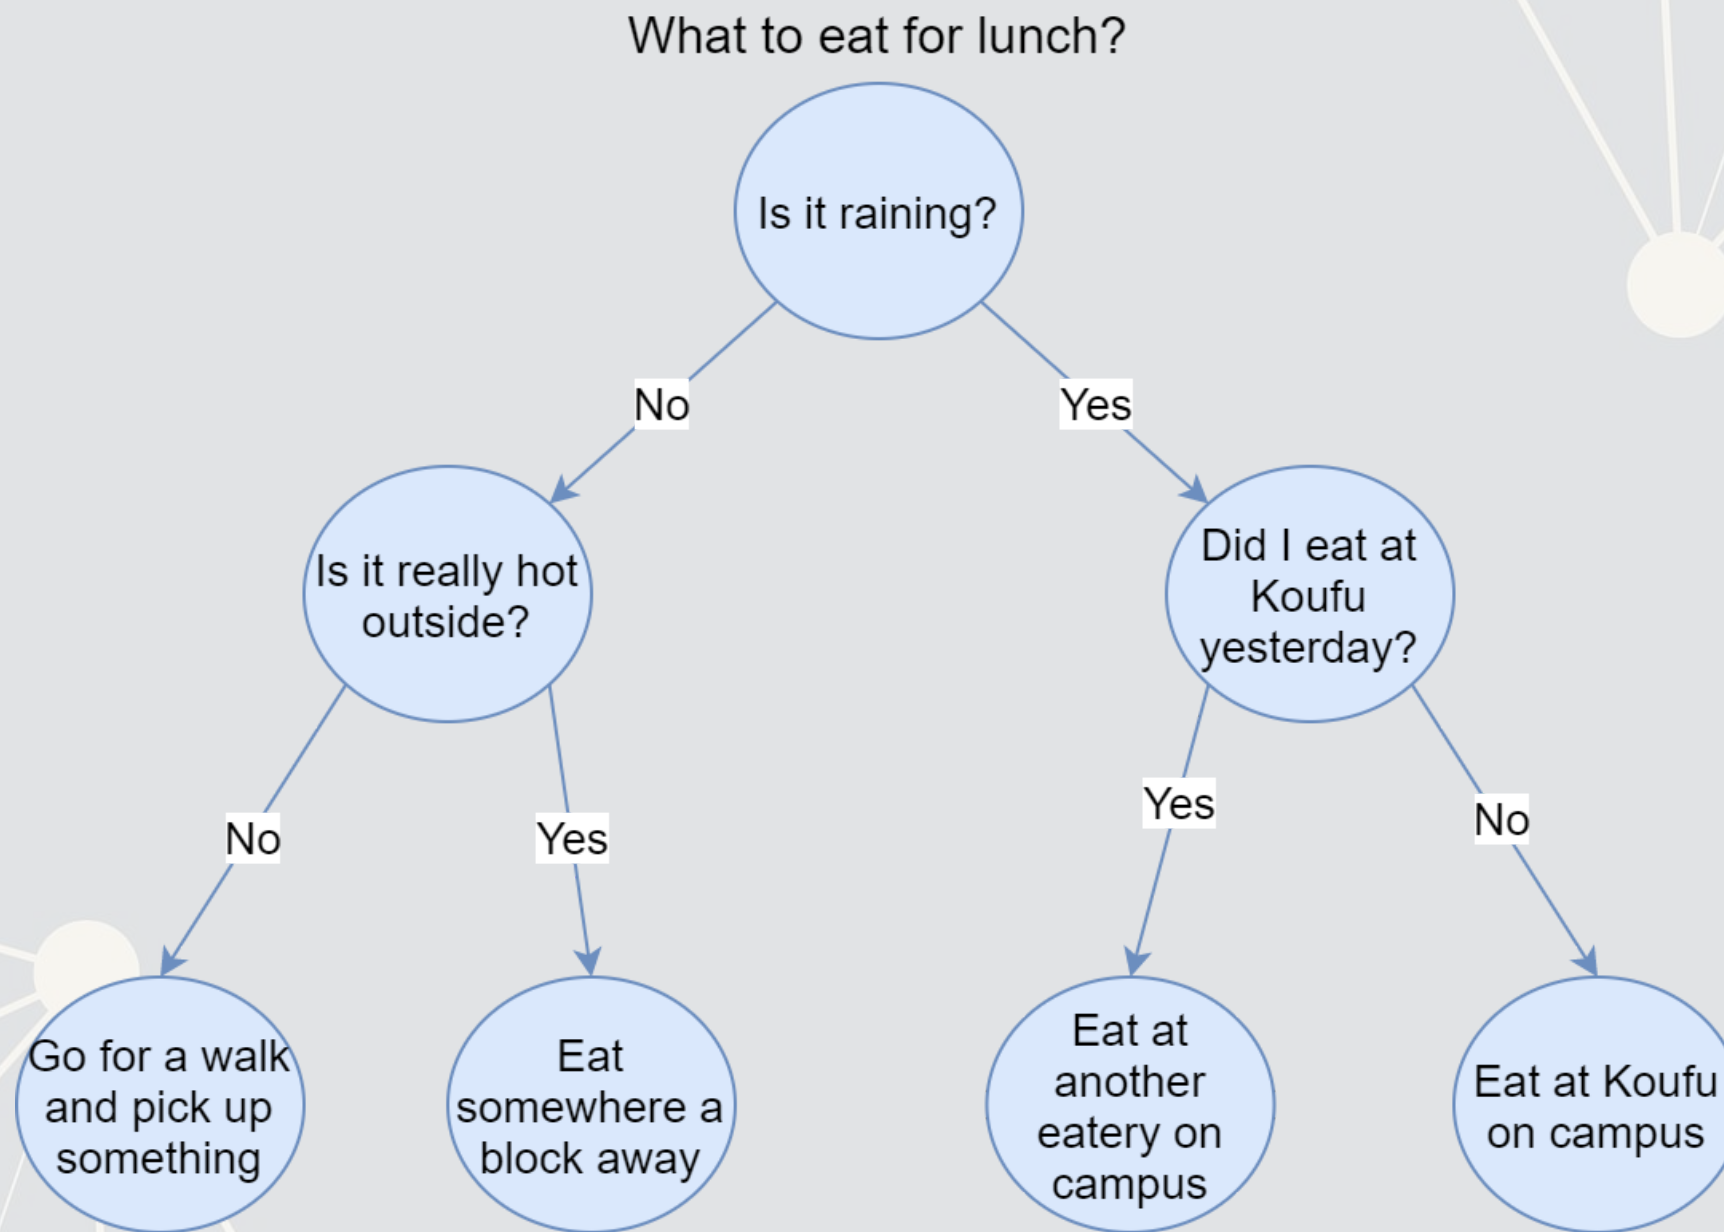 What to eat for lunch?
Is it raining?
No
Yes
Is it really hot
outside?
Did I eat at
Koufu
yesterday?
No
Yes
Yes
No
Go for a walk
and pick up
something
Eat
somewhere a
block away
Eat at
another
eatery on
campus
Eat at Koufu
on campus